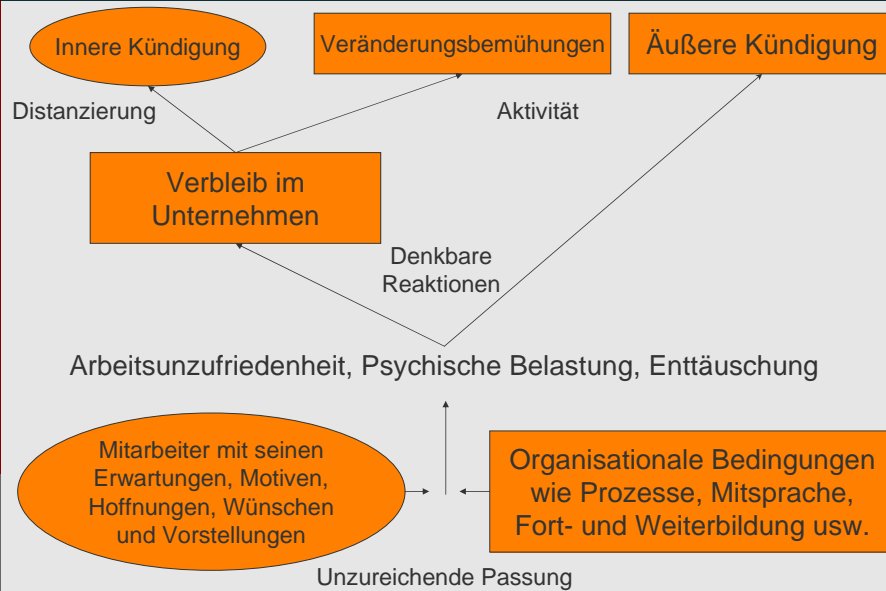 Innere Kündigung
Veränderungsbemühungen
Äußere Kündigung
Distanzierung
Aktivität
Verbleib im
Unternehmen
Denkbare
Reaktionen
Arbeitsunzufriedenheit, Psychische Belastung, Enttäuschung
Mitarbeiter mit seinen
Erwartungen, Motiven,
Hoffnungen, Wünschen
und Vorstellungen
Organisationale Bedingungen
wie Prozesse, Mitsprache,
Fort- und Weiterbildung usw.
Unzureichende Passung